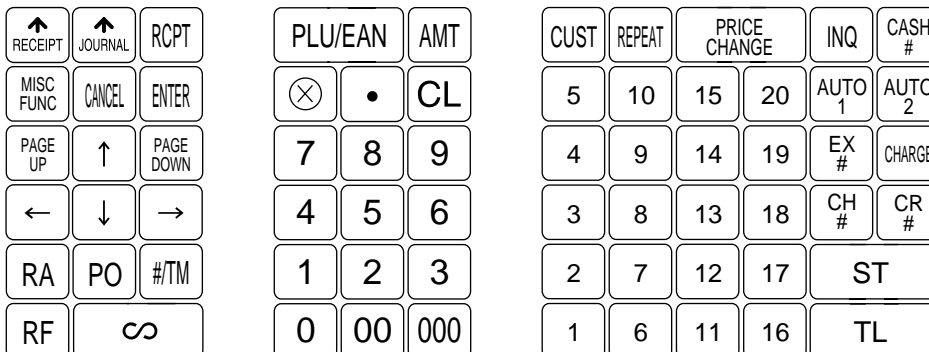 RECEIPT JOURNAL RCPT PLU/EAN AMT CUST REPEAT PRICE CHANGE INQ CASH #
MISC FUNC CANCEL ENTER ⊗ • CL 5 10 15 20 AUTO 1 AUTO 2
PAGE UP ↑ PAGE DOWN 7 8 9 4 9 14 19 EX # CHARGE
← ↓ → 4 5 6 3 8 13 18 CH # CR #
RA PO #/TM 1 2 3 2 7 12 17 ST
RF 0 00 000 1 6 11 16 TL